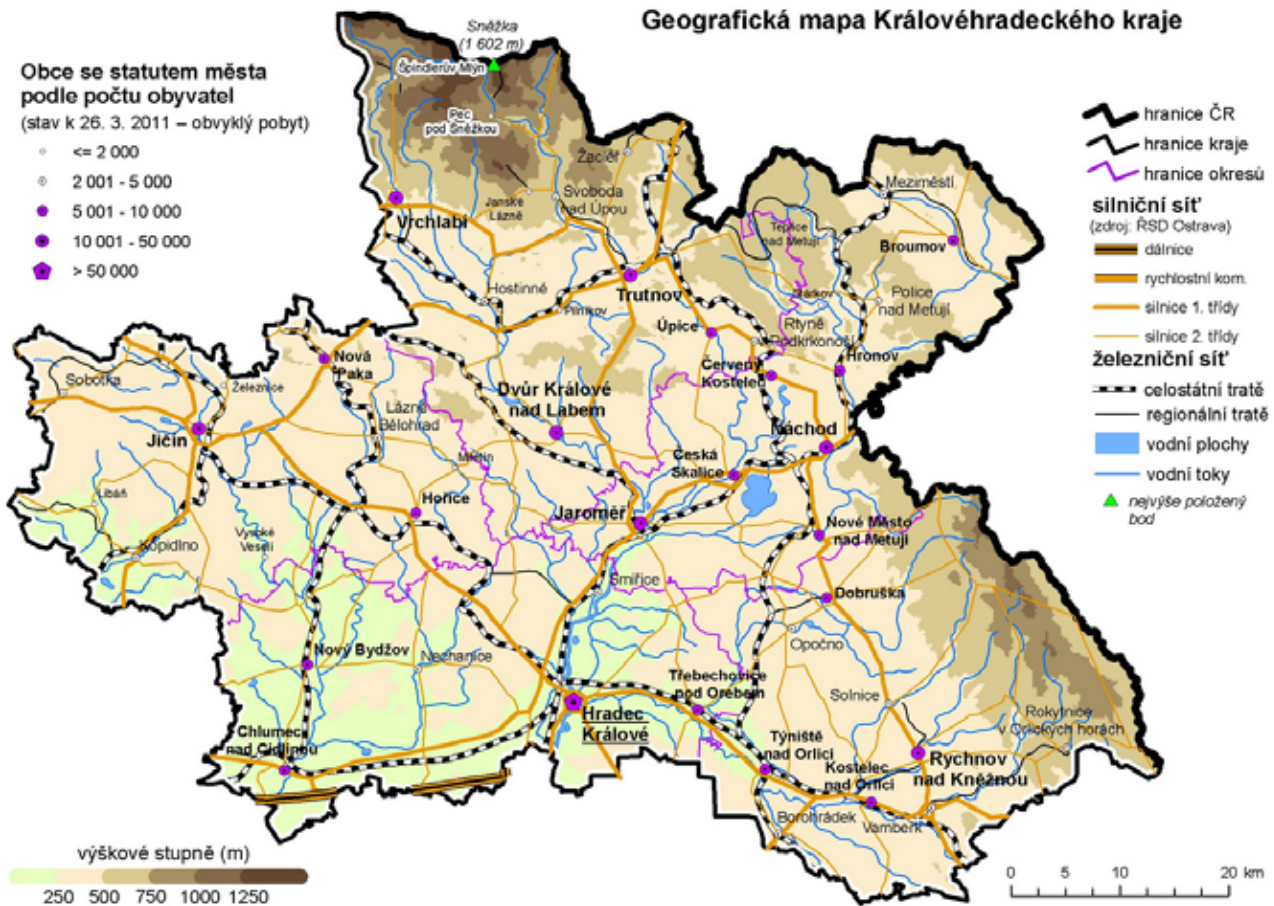 Geografická mapa Královéhradeckého kraje
Sněžka
(1 602 m)
Obce se statutem města
podle počtu obyvatel
(stav k 26. 3. 2011 – obvyklý pobyt)
<= 2 000
2 001 - 5 000
5 001 - 10 000
10 001 - 50 000
> 50 000
hranice ČR
hranice kraje
hranice okresů
silniční síť
(zdroj: ŘSD Ostrava)
dálnice
rychlostní kom.
silnice 1. třídy
silnice 2. třídy
železniční síť
celostátní tratě
regionální tratě
vodní plochy
vodní toky
nejvýše položený
bod
Špindlerův Mlýn
Pec
pod Sněžkou
Žacléř
Vrchlabí
Janské
Lázně
Svoboda
nad Úpou
Meziměstí
Teplice
nad Metují
Broumov
Hostinné
Trutnov
Pilníkov
Stárkov
Police
nad Metují
Úpice
Rtyně
v Podkrkonoší
Hronov
Červený
Kostelec
Nová
Paka
Sobotka
Železnice
Dvůr Králové
nad Labem
Lázně
Bělohrad
Jičín
Náchod
Miletín
Česká
Skalice
Libáň
Hořice
Jaroměř
Nové Město
nad Metují
Vysoké
Veselí
Kopidlno
Smiřice
Dobruška
Opočno
Nový Bydžov
Nechanice
Třebechovice
pod Orebem
Solnice
Hradec
Králové
Rokytnice
v Orlických horách
Chlumec
nad Cidlinou
Týniště
nad Orlicí
Kostelec
nad Orlicí
Rychnov
nad Kněžnou
Borohrádek
Vamberk
výškové stupně (m)
250 500 750 1000 1250
0 5 10 20 km